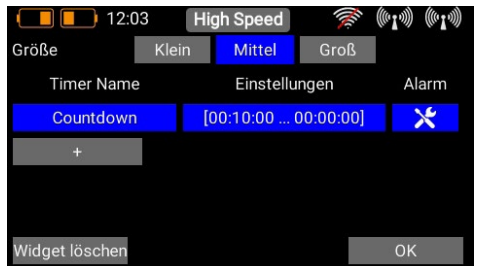 12:03 High Speed
Größe Klein Mittel Groß
Timer Name Einstellungen Alarm
Countdown [00:10:00 ... 00:00:00]
+
Widget löschen OK